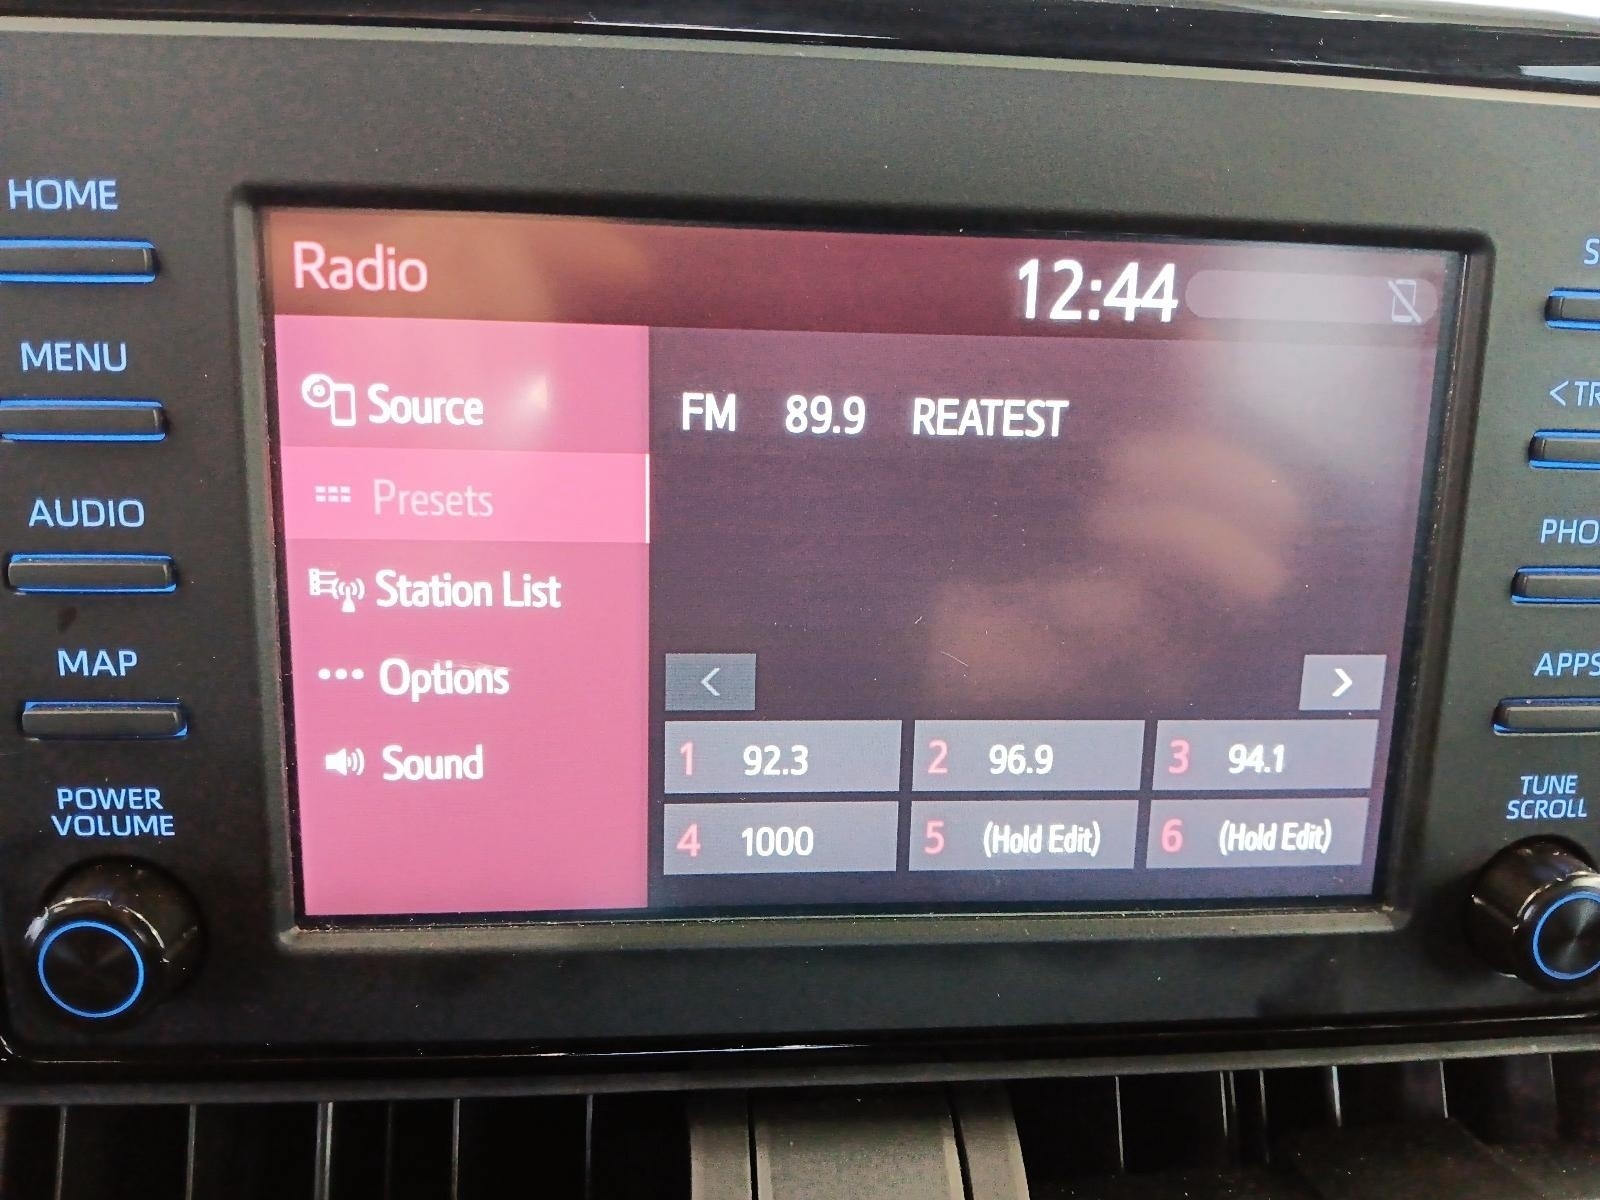 HOME
MENU
AUDIO
MAP
POWER
VOLUME
Radio
12:44
Source
Presets
Station List
Options
Sound
FM 89.9 REATEST
<
>
1 92.3
2 96.9
3 94.1
4 1000
5 (Hold Edit)
6 (Hold Edit)
S
<TR
PHO
APPS
TUNE
SCROLL